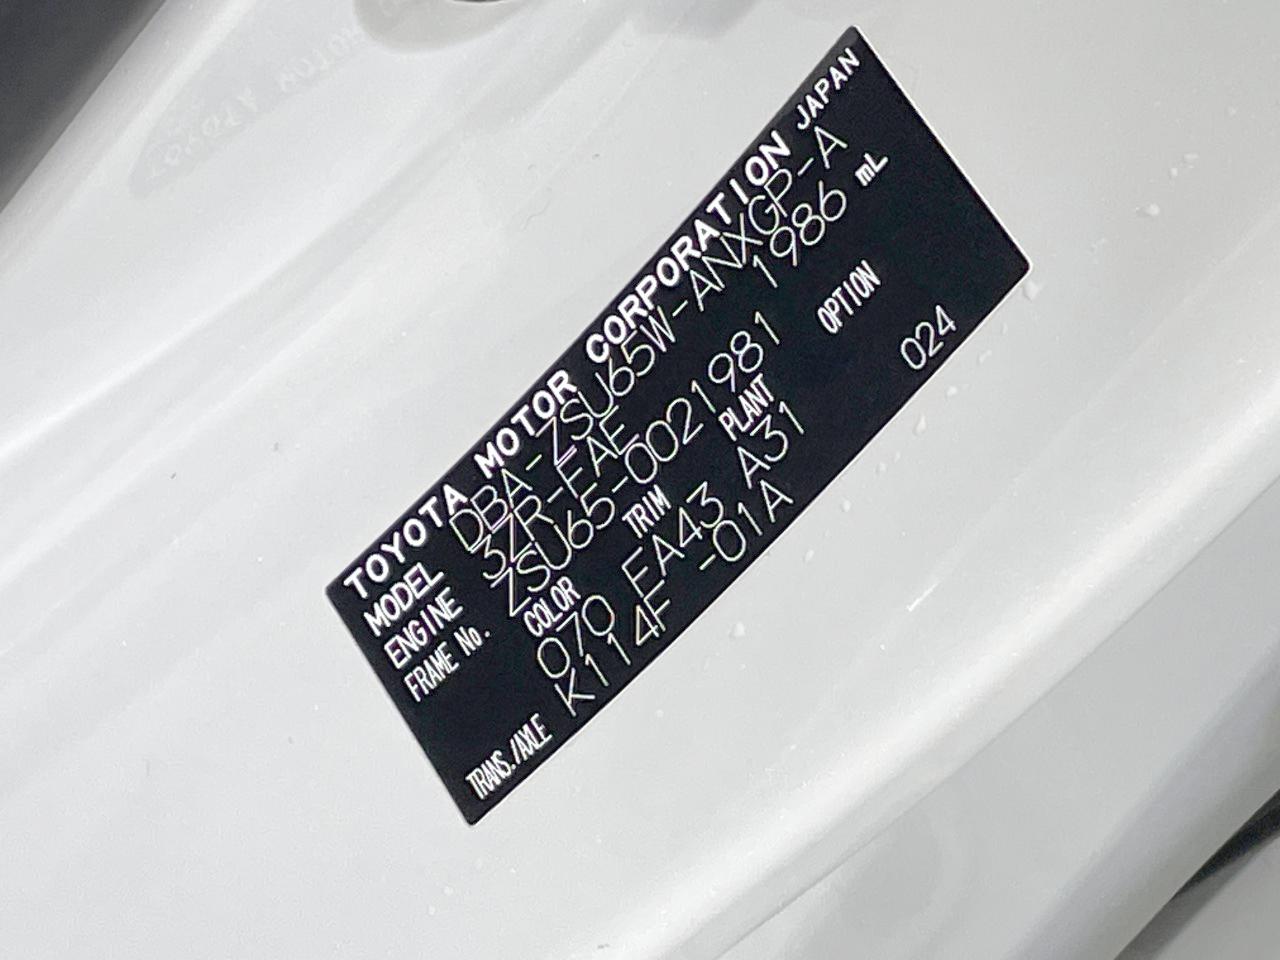 TOYOTA MOTOR CORPORATION JAPAN
MODEL DBA-ZSU65W-ANXGP-A
ENGINE 3ZR-FAE 1986 mL
FRAME No. ZSU65-0021981
COLOR TRIM PLANT OPTION
070 EA43 A31 024
TRANS./AXLE K114F -01A